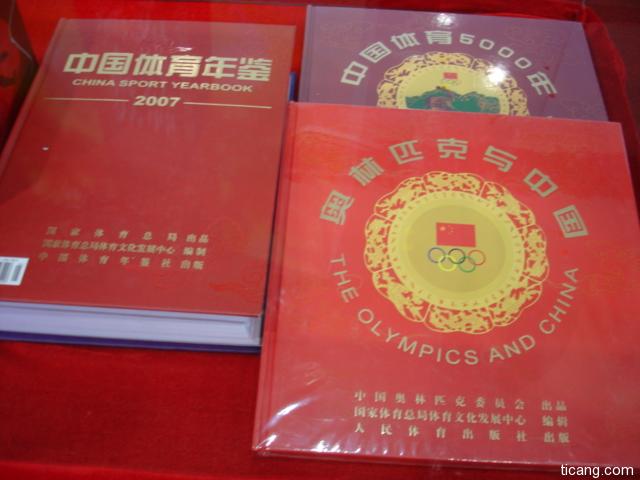 中国体育年鉴
CHINA SPORT YEARBOOK
2007
国家体育总局 出品
国家体育总局体育文化发展中心 编制
中国体育年鉴社出版
中国体育5000年
奥林匹克与中国
THE OLYMPICS AND CHINA
中国奥林匹克委员会 出品
国家体育总局体育文化发展中心 编辑
人民体育出版社 出版
ticang.com